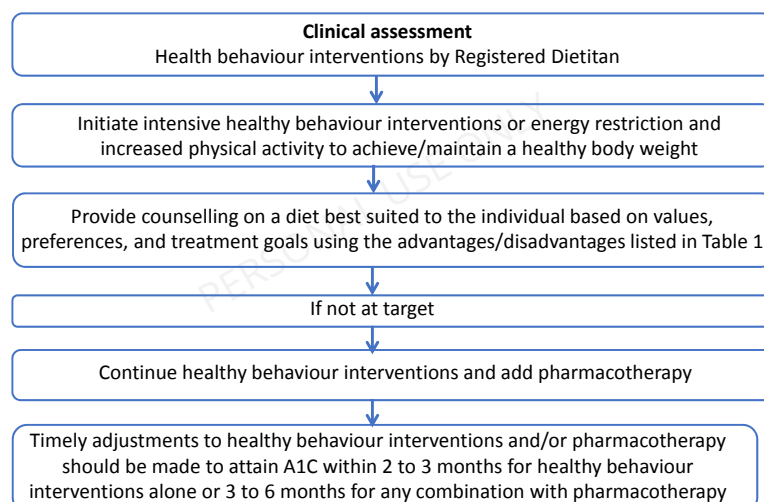 Clinical assessment
Health behaviour interventions by Registered Dietitan
Initiate intensive healthy behaviour interventions or energy restriction and
increased physical activity to achieve/maintain a healthy body weight
Provide counselling on a diet best suited to the individual based on values,
preferences, and treatment goals using the advantages/disadvantages listed in Table 1
If not at target
Continue healthy behaviour interventions and add pharmacotherapy
Timely adjustments to healthy behaviour interventions and/or pharmacotherapy
should be made to attain A1C within 2 to 3 months for healthy behaviour
interventions alone or 3 to 6 months for any combination with pharmacotherapy
PERSONAL USE ONLY